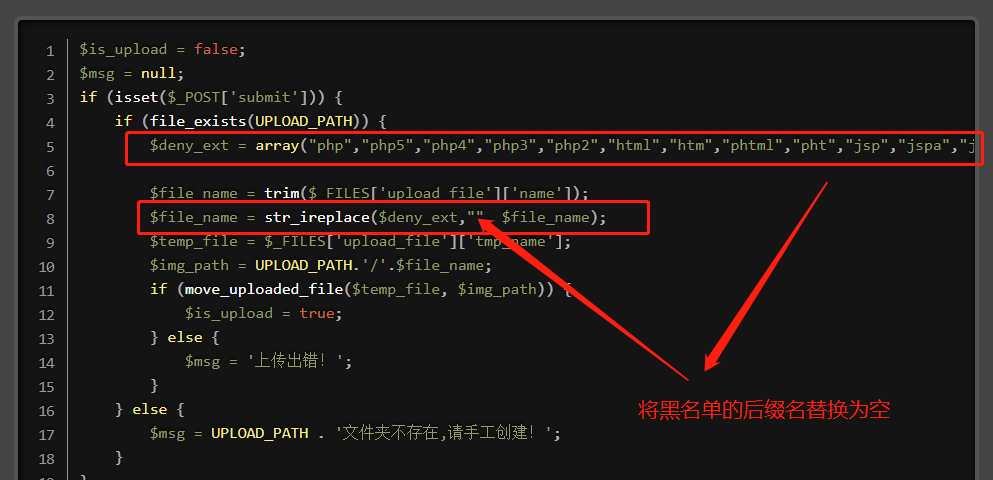 1 $is_upload = false;
2 $msg = null;
3 if (isset($_POST['submit'])) {
4 if (file_exists(UPLOAD_PATH)) {
5 $deny_ext = array("php","php5","php4","php3","php2","html","htm","phtml","pht","jsp","jspa","j
6
7 $file_name = trim($_FILES['upload_file']['name']);
8 $file_name = str_ireplace($deny_ext,"", $file_name);
9 $temp_file = $_FILES['upload_file']['tmp_name'];
10 $img_path = UPLOAD_PATH.'/'.$file_name;
11 if (move_uploaded_file($temp_file, $img_path)) {
12 $is_upload = true;
13 } else {
14 $msg = '上传出错！';
15 }
将黑名单的后缀名替换为空
16 } else {
17 $msg = UPLOAD_PATH . '文件夹不存在,请手工创建！';
18 }